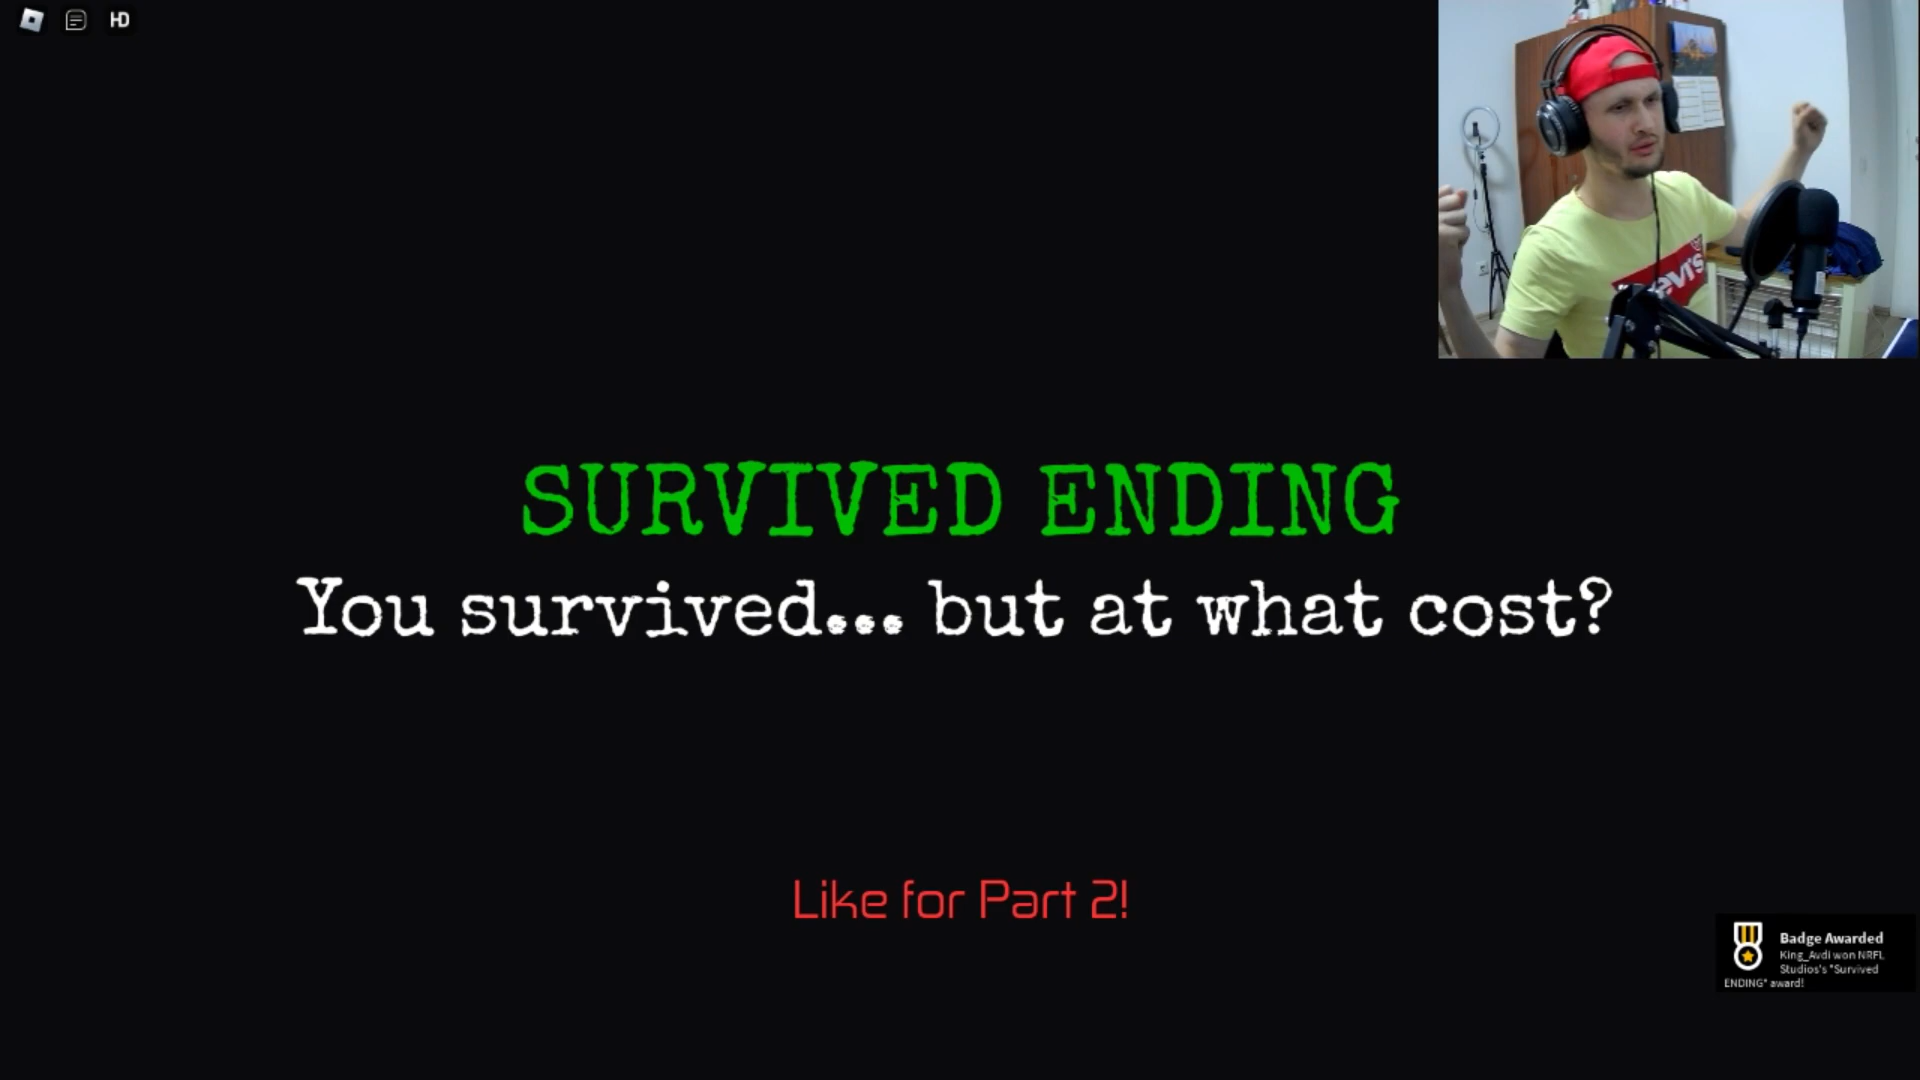 HD
SURVIVED ENDING
You survived... but at what cost?
Like for Part 2!
Badge Awarded
King_Avdi won NRFL
Studios's "Survived
ENDING" award!